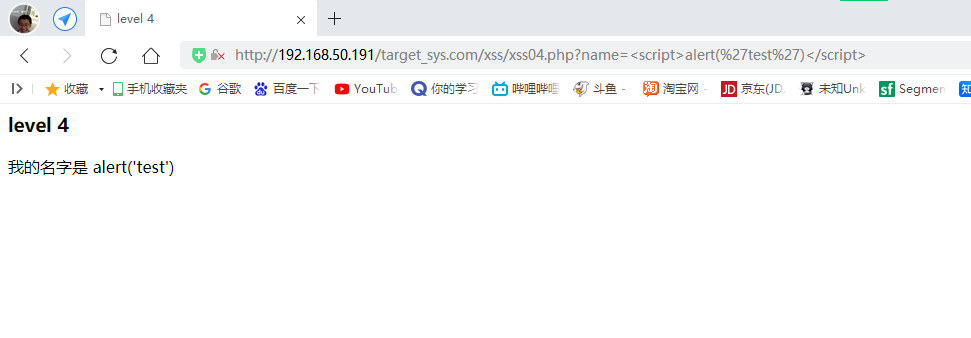 level 4
http://192.168.50.191/target_sys.com/xss/xss04.php?name=<script>alert(%27test%27)</script>
收藏 手机收藏夹 谷歌 百度一下 YouTub 你的学习 哔哩哔哩 斗鱼 - 淘宝网 - 京东(JD. 未知Unk Segmen 知
level 4
我的名字是 alert('test')